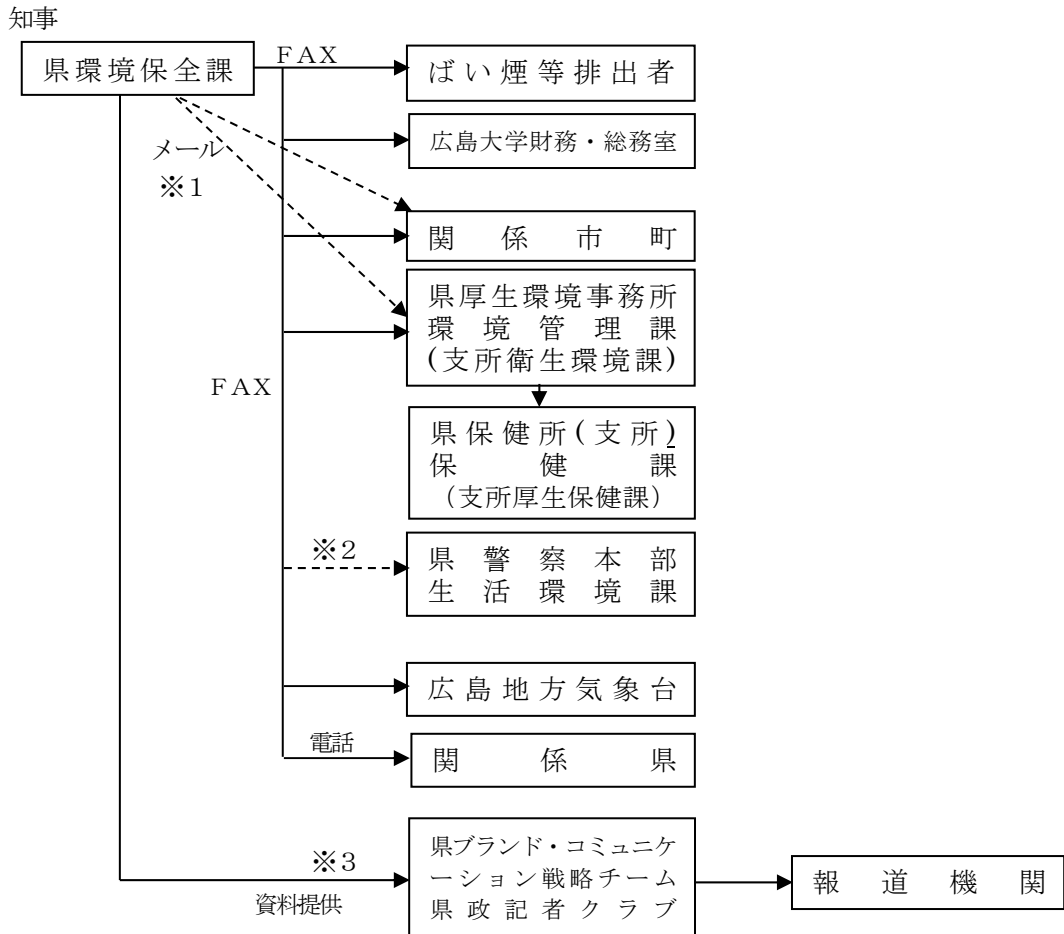 知事
県環境保全課
ＦＡＸ
ばい煙等排出者
広島大学財務・総務室
メール
※１
関係市町
県厚生環境事務所
環境管理課
(支所衛生環境課)
ＦＡＸ
県保健所(支所)
保健課
（支所厚生保健課）
※２
県警察本部
生活環境課
広島地方気象台
電話
関係県
※３
資料提供
県ブランド・コミュニケ
ーション戦略チーム
県政記者クラブ
報道機関